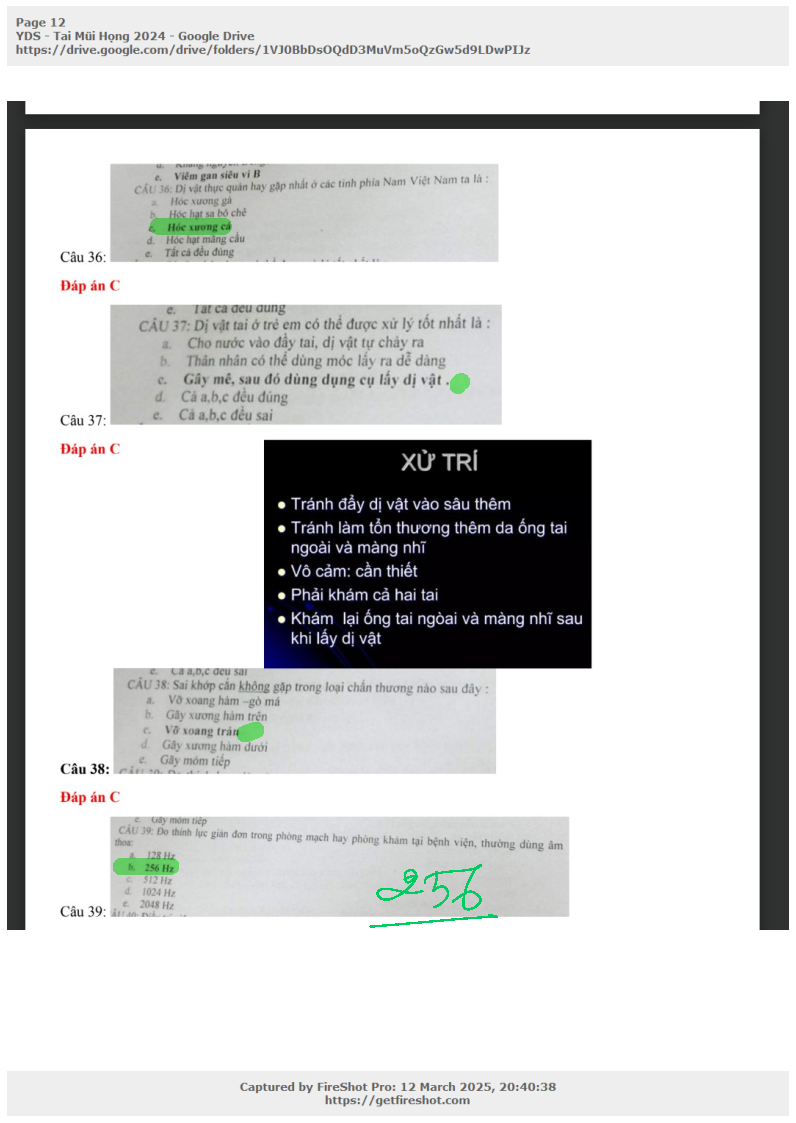 Page 12
YDS - Tai Mũi Họng 2024 - Google Drive
https://drive.google.com/drive/folders/1VJ0BbDsOQdD3MuVm5oQzGw5d9LDwPIJz
e. Viêm gan siêu vi B
CÂU 36: Dị vật thực quản hay gặp nhất ở các tỉnh phía Nam Việt Nam ta là :
a. Hóc xương gà
b. Hóc hạt sa bô chê
c. Hóc xương cá
d. Hóc hạt mãng cầu
e. Tất cả đều đúng
Câu 36:
Đáp án C
e. Tất cả đều đúng
CÂU 37: Dị vật tai ở trẻ em có thể được xử lý tốt nhất là :
a. Cho nước vào đầy tai, dị vật tự chảy ra
b. Thân nhân có thể dùng móc lấy ra dễ dàng
c. Gây mê, sau đó dùng dụng cụ lấy dị vật .
d. Cả a,b,c đều đúng
e. Cả a,b,c đều sai
Câu 37:
Đáp án C
XỬ TRÍ
● Tránh đẩy dị vật vào sâu thêm
● Tránh làm tổn thương thêm da ống tai
ngoài và màng nhĩ
● Vô cảm: cần thiết
● Phải khám cả hai tai
● Khám lại ống tai ngòai và màng nhĩ sau
khi lấy dị vật
e. Cả a,b,c đều sai
CÂU 38: Sai khớp cắn không gặp trong loại chấn thương nào sau đây :
a. Vỡ xoang hàm –gò má
b. Gãy xương hàm trên
c. Vỡ xoang trán
d. Gãy xương hàm dưới
e. Gãy mỏm tiếp
Câu 38:
Đáp án C
e. Gãy mỏm tiếp
CÂU 39: Đo thính lực giản đơn trong phòng mạch hay phòng khám tại bệnh viện, thường dùng âm
thoa:
a. 128 Hz
b. 256 Hz
c. 512 Hz
d. 1024 Hz
e. 2048 Hz
256
Câu 39:
Captured by FireShot Pro: 12 March 2025, 20:40:38
https://getfireshot.com